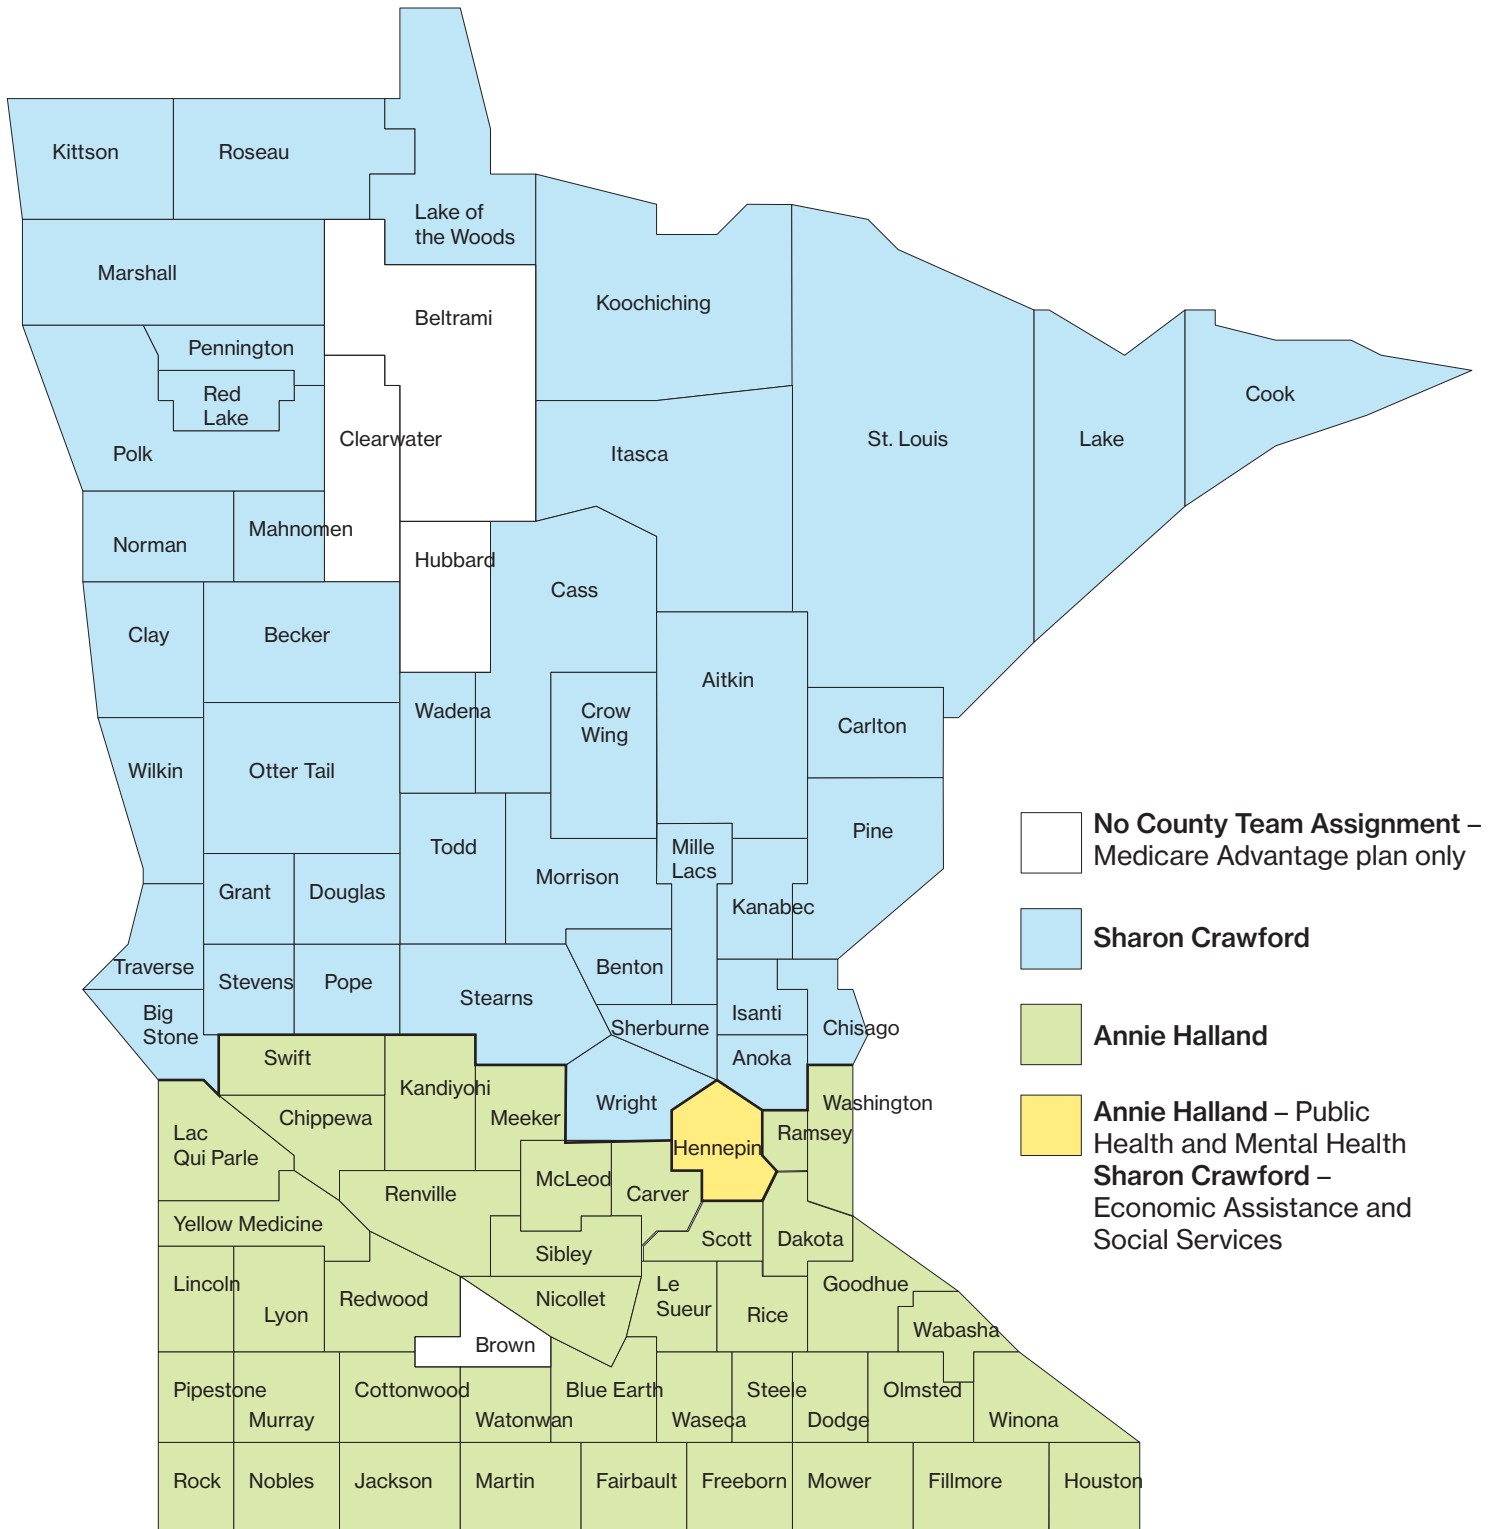 Kittson
Roseau
Lake of
the Woods
Marshall
Beltrami
Koochiching
Pennington
Red
Lake
Cook
Clearwater
St. Louis
Lake
Polk
Itasca
Norman
Mahnomen
Hubbard
Cass
Clay
Becker
Aitkin
Wadena
Crow
Wing
Carlton
Wilkin
Otter Tail
Pine
Todd
Mille
Lacs
Morrison
Grant
Douglas
Kanabec
Traverse
Stevens
Pope
Benton
Stearns
Big
Stone
Isanti
Sherburne
Chisago
Swift
Anoka
Kandiyohi
Wright
Washington
Chippewa
Meeker
Lac
Qui Parle
Ramsey
Hennepin
McLeod
Renville
Carver
Yellow Medicine
Scott
Dakota
Sibley
Lincoln
Le
Sueur
Goodhue
Lyon
Redwood
Nicollet
Rice
Wabasha
Brown
Pipestone
Cottonwood
Blue Earth
Steele
Olmsted
Murray
Watonwan
Waseca
Dodge
Winona
Rock
Nobles
Jackson
Martin
Fairbault
Freeborn
Mower
Fillmore
Houston
No County Team Assignment –
Medicare Advantage plan only
Sharon Crawford
Annie Halland
Annie Halland – Public
Health and Mental Health
Sharon Crawford –
Economic Assistance and
Social Services